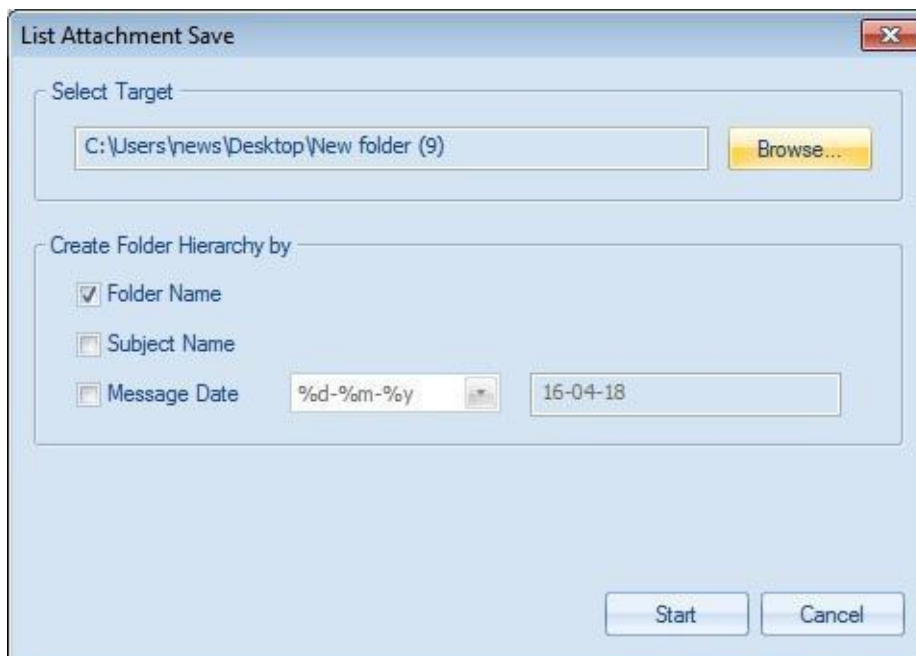 List Attachment Save
Select Target
C:\Users\news\Desktop\New folder (9)
Browse...
Create Folder Hierarchy by
Folder Name
Subject Name
Message Date %d-%m-%y 16-04-18
Start Cancel